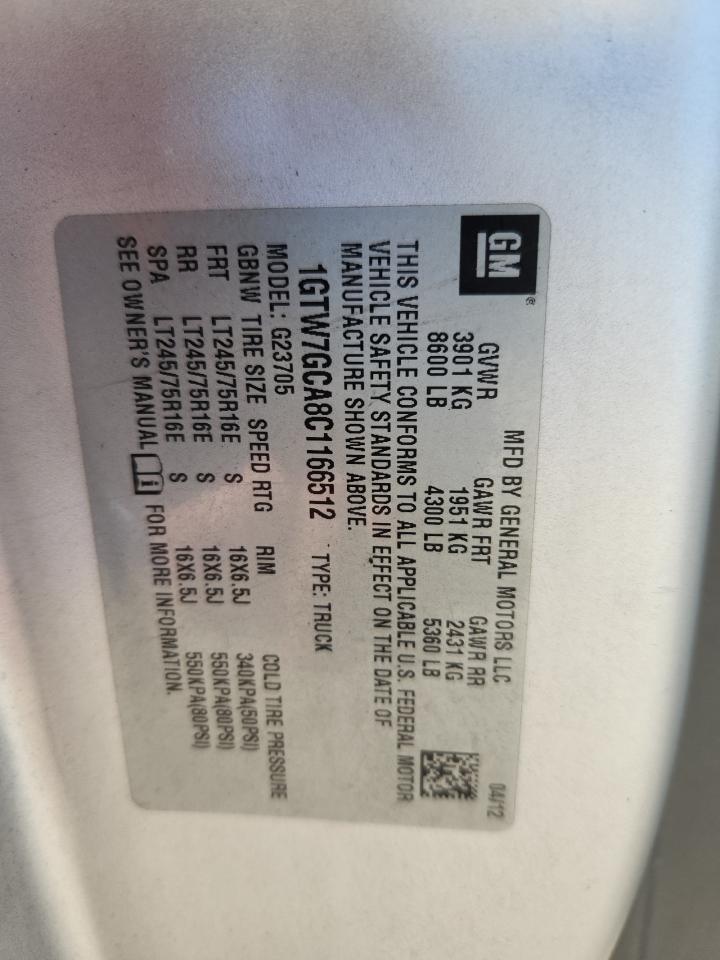 GM®
MFD BY GENERAL MOTORS LLC 04/12
GVWR GAWR FRT GAWR RR
3901 KG 1951 KG 2431 KG
8600 LB 4300 LB 5360 LB
THIS VEHICLE CONFORMS TO ALL APPLICABLE U.S. FEDERAL MOTOR
VEHICLE SAFETY STANDARDS IN EFFECT ON THE DATE OF
MANUFACTURE SHOWN ABOVE.
1GTW7GCA8C1166512 TYPE: TRUCK
MODEL: G23705
GBNW TIRE SIZE SPEED RTG RIM COLD TIRE PRESSURE
FRT LT245/75R16E S 16X6.5J 340KPA(50PSI)
RR LT245/75R16E S 16X6.5J 550KPA(80PSI)
SPA LT245/75R16E S 16X6.5J 550KPA(80PSI)
SEE OWNER'S MANUAL i FOR MORE INFORMATION.